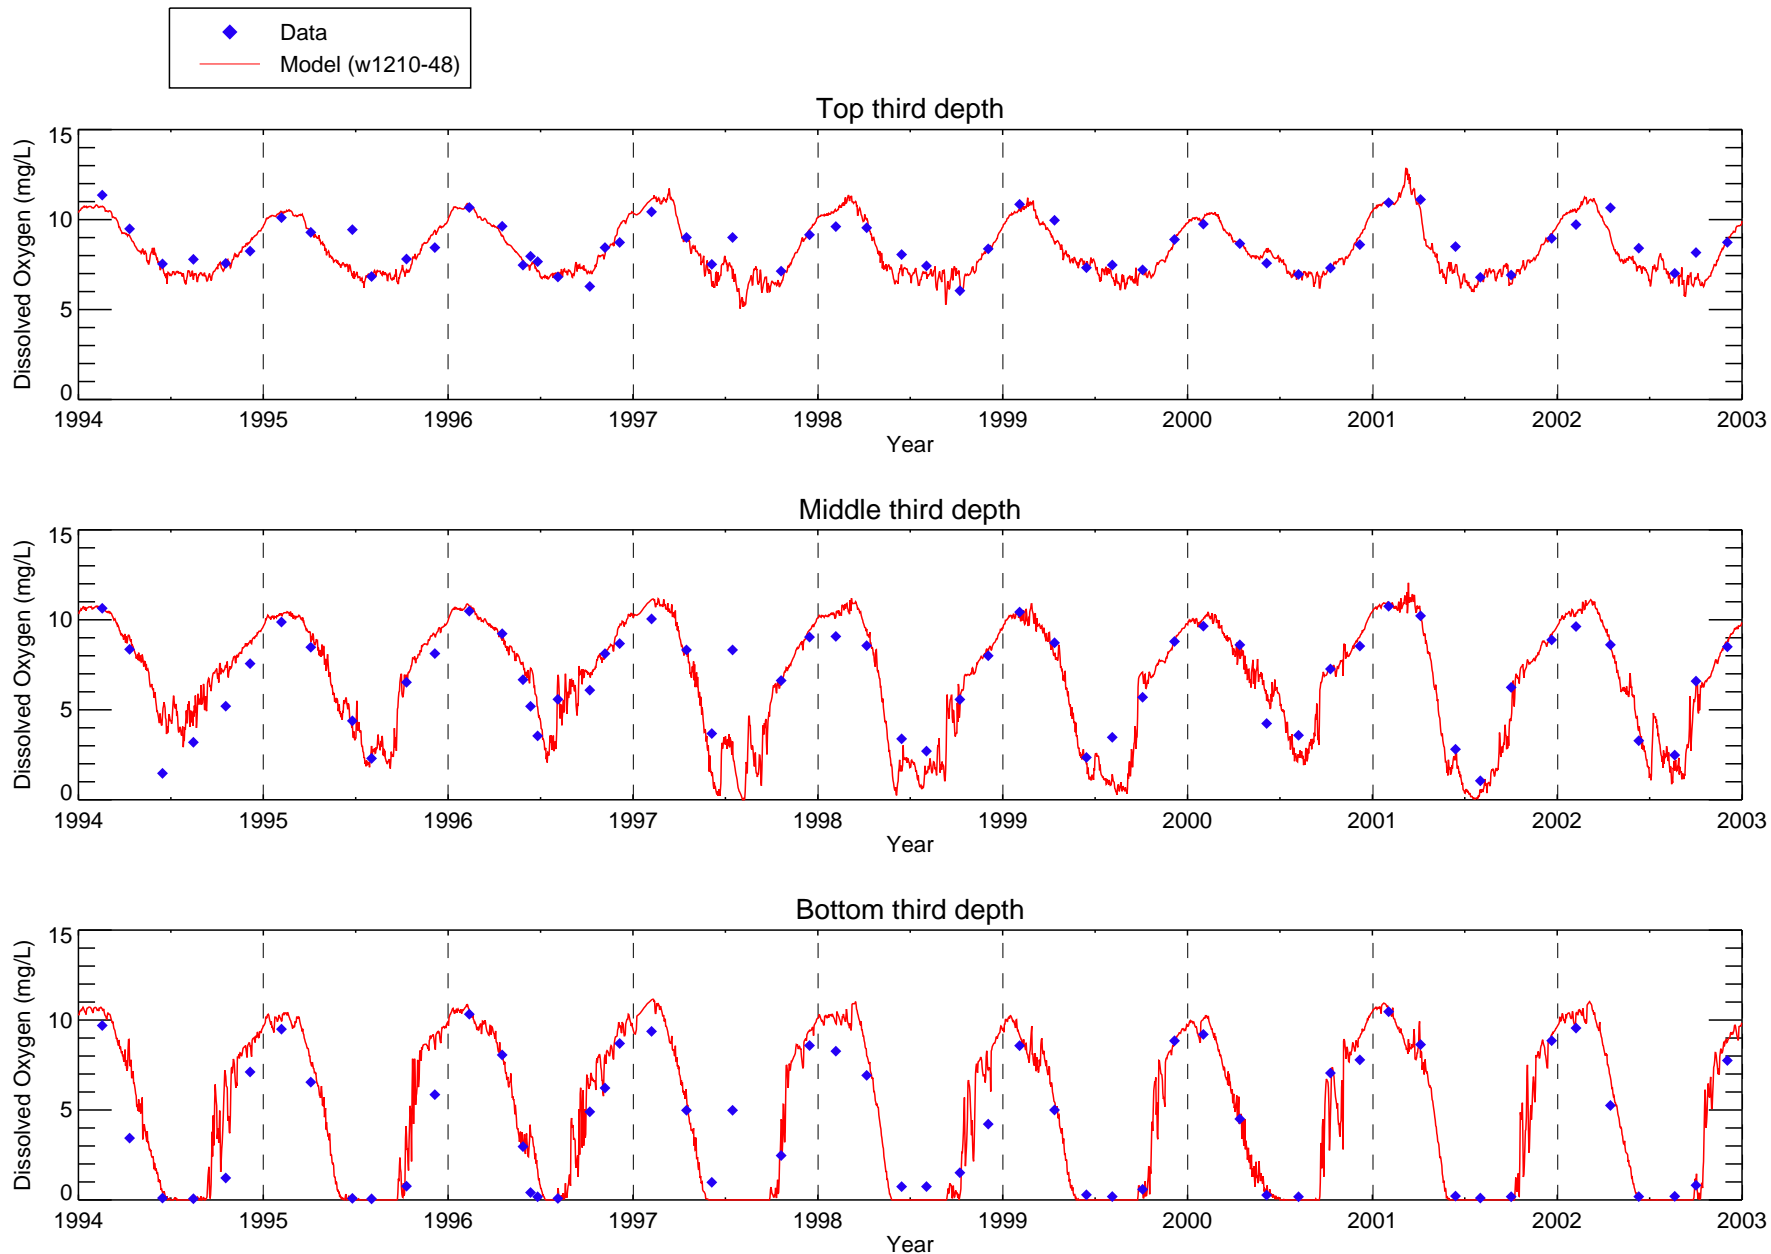 Data
Model (w1210-48)
Top third depth
Dissolved Oxygen (mg/L)
15
10
5
0
1994 1995 1996 1997 1998 1999 2000 2001 2002 2003
Year
Middle third depth
Dissolved Oxygen (mg/L)
15
10
5
0
1994 1995 1996 1997 1998 1999 2000 2001 2002 2003
Year
Bottom third depth
Dissolved Oxygen (mg/L)
15
10
5
0
1994 1995 1996 1997 1998 1999 2000 2001 2002 2003
Year